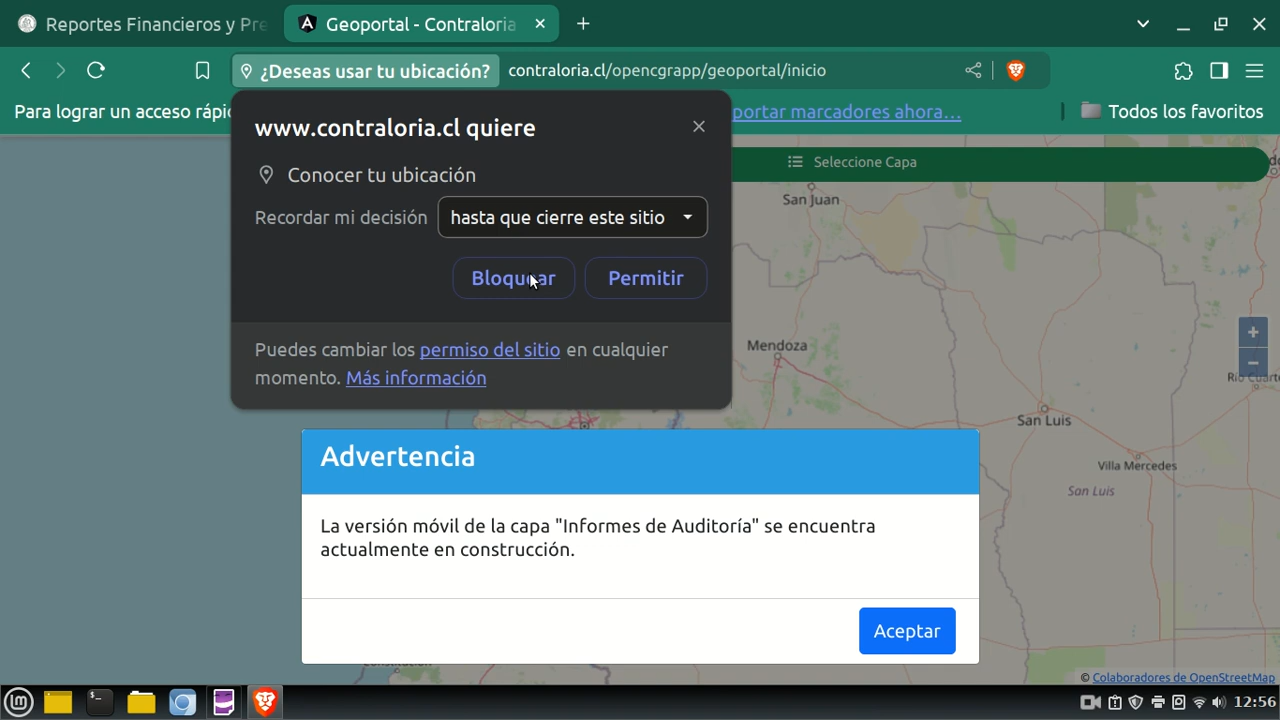 Reportes Financieros y Pre
Geoportal - Contraloría
¿Deseas usar tu ubicación?
contraloria.cl/opencgrapp/geoportal/inicio
Para lograr un acceso rápi
portar marcadores ahora…
Todos los favoritos
www.contraloria.cl quiere
Conocer tu ubicación
Recordar mi decisión
hasta que cierre este sitio
Bloquear
Permitir
Puedes cambiar los permiso del sitio en cualquier
momento. Más información
Seleccione Capa
San Juan
Mendoza
+
−
Río Cuarto
San Luis
Villa Mercedes
San Luis
Advertencia
La versión móvil de la capa "Informes de Auditoría" se encuentra
actualmente en construcción.
Aceptar
Constitución
© Colaboradores de OpenStreetMap
12:56